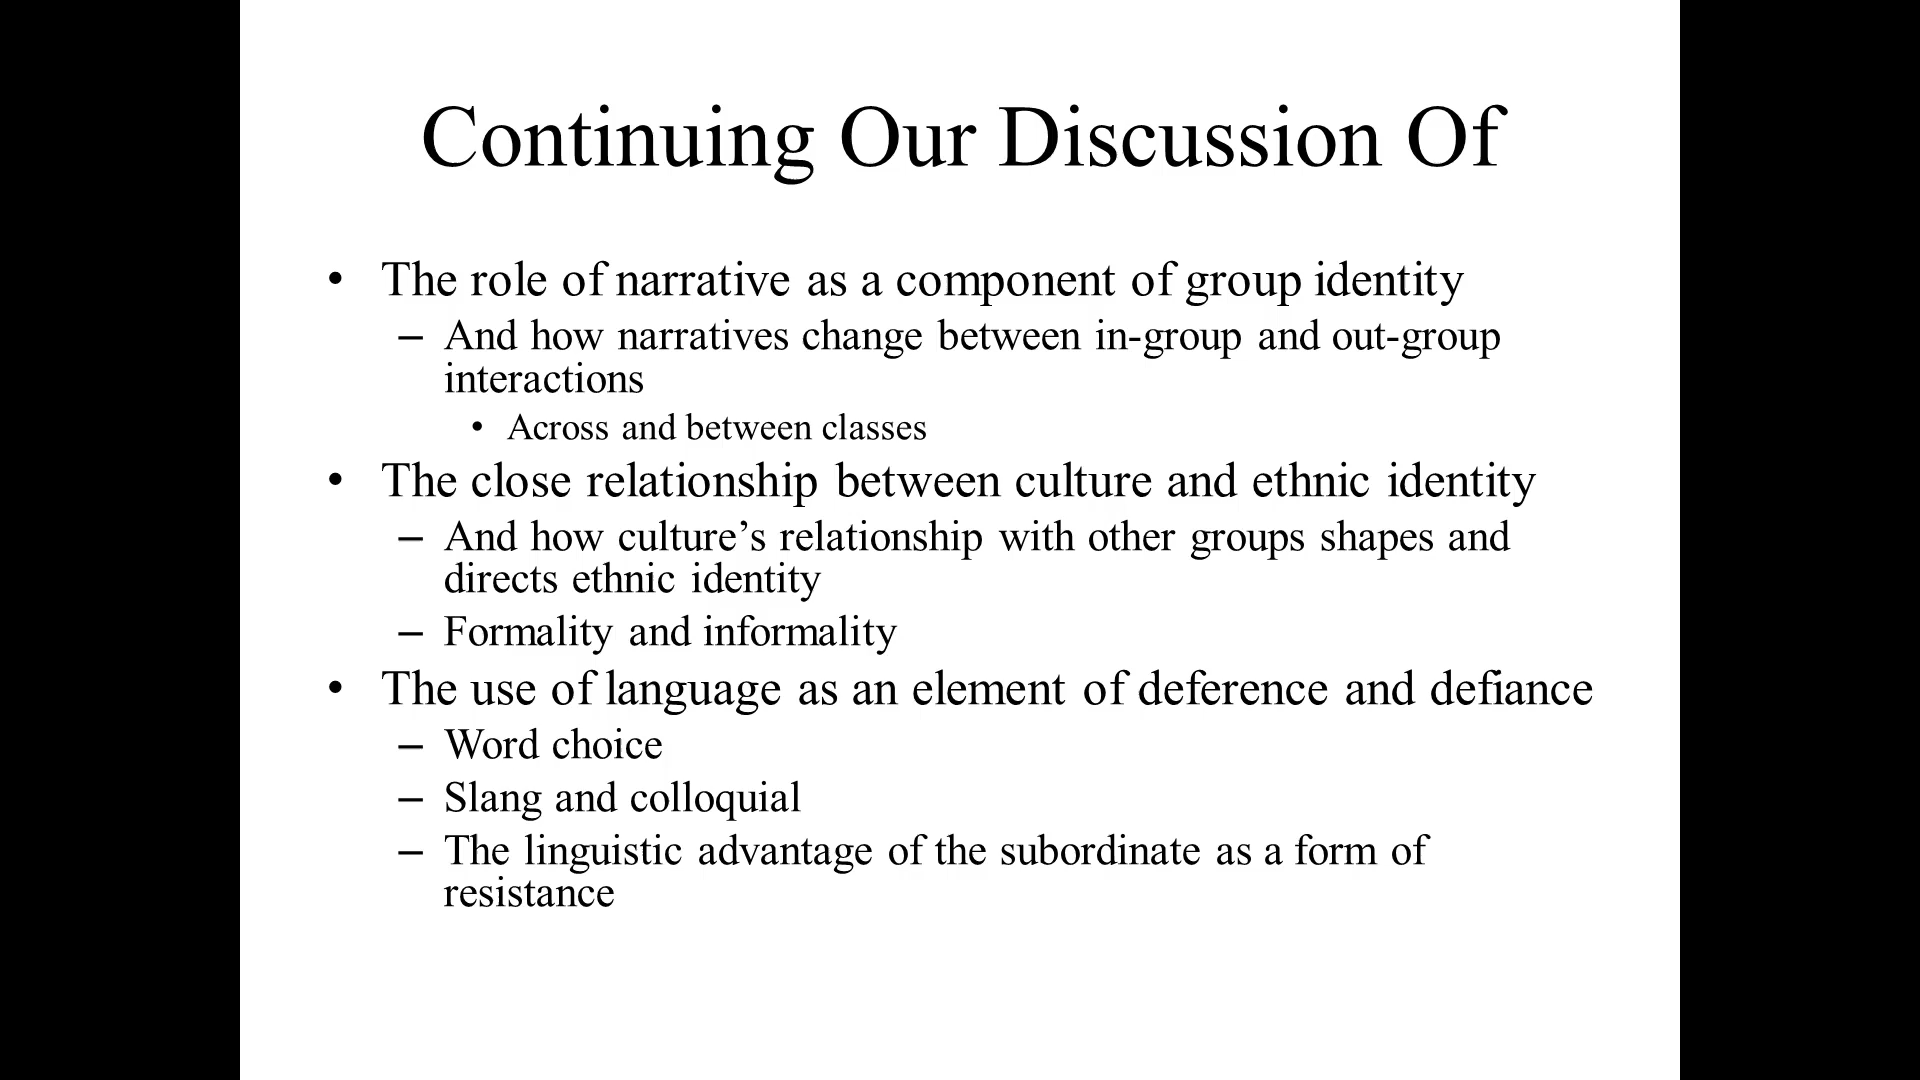 Continuing Our Discussion Of
• The role of narrative as a component of group identity
– And how narratives change between in-group and out-group
interactions
• Across and between classes
• The close relationship between culture and ethnic identity
– And how culture’s relationship with other groups shapes and
directs ethnic identity
– Formality and informality
• The use of language as an element of deference and defiance
– Word choice
– Slang and colloquial
– The linguistic advantage of the subordinate as a form of
resistance